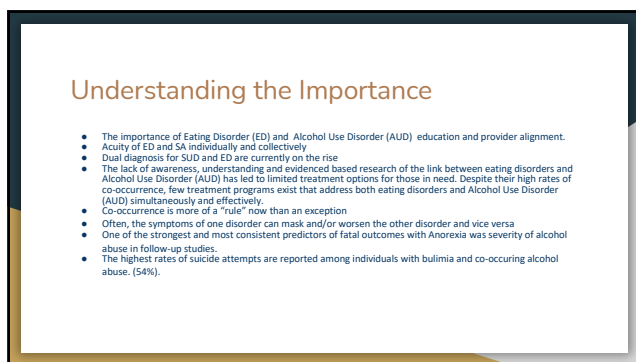 Understanding the Importance
● The importance of Eating Disorder (ED) and Alcohol Use Disorder (AUD) education and provider alignment.
● Acuity of ED and SA individually and collectively
● Dual diagnosis for SUD and ED are currently on the rise
● The lack of awareness, understanding and evidenced based research of the link between eating disorders and
Alcohol Use Disorder (AUD) has led to limited treatment options for those in need. Despite their high rates of
co-occurrence, few treatment programs exist that address both eating disorders and Alcohol Use Disorder
(AUD) simultaneously and effectively.
● Co-occurrence is more of a “rule” now than an exception
● Often, the symptoms of one disorder can mask and/or worsen the other disorder and vice versa
● One of the strongest and most consistent predictors of fatal outcomes with Anorexia was severity of alcohol
abuse in follow-up studies.
● The highest rates of suicide attempts are reported among individuals with bulimia and co-occuring alcohol
abuse. (54%).